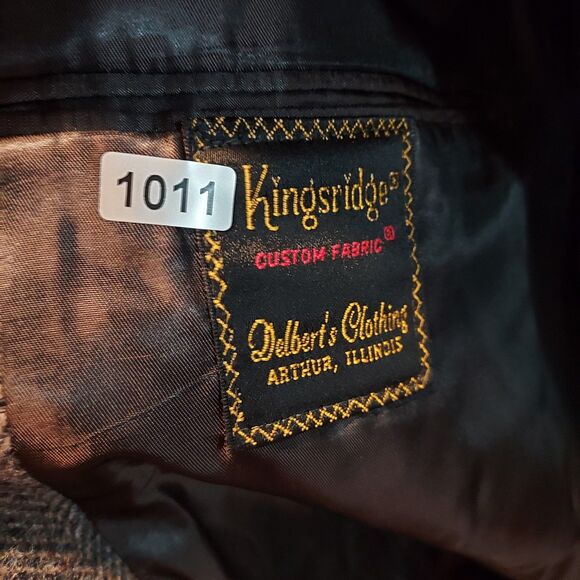 1011
Kingsridge®
CUSTOM FABRIC®
Delbert's Clothing
ARTHUR, ILLINOIS